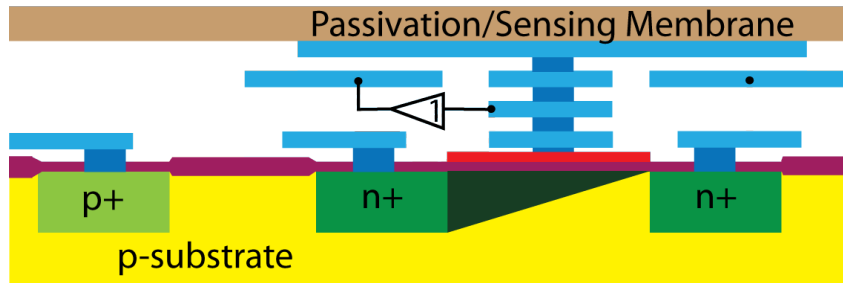 Passivation/Sensing Membrane
1
p+
n+
n+
p-substrate